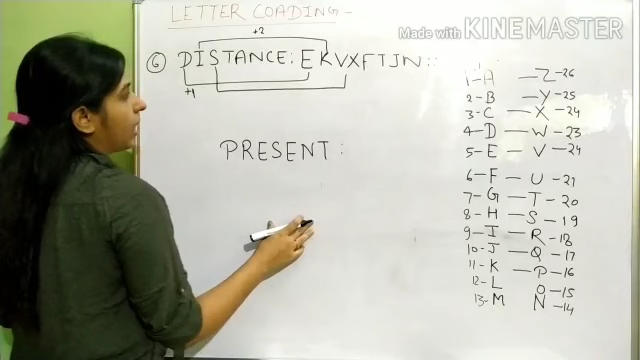 LETTER COADING -
Made with KINEMASTER
+2
6 DISTANCE : EKVXFTJN ::
+1
PRESENT :
1 - A — Z - 26
2 - B — Y - 25
3 - C — X - 24
4 - D — W - 23
5 - E — V - 24
6 - F — U - 21
7 - G — T - 20
8 - H — S - 19
9 - I — R - 18
10 - J — Q - 17
11 - K — P - 16
12 - L O - 15
13 - M N - 14